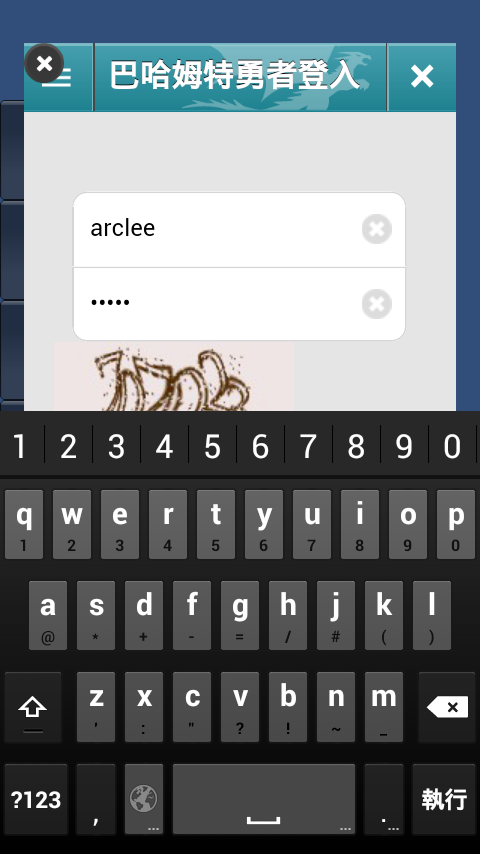 巴哈姆特勇者登入
arclee
•••••
1 2 3 4 5 6 7 8 9 0
q w e r t y u i o p
1 2 3 4 5 6 7 8 9 0
a s d f g h j k l
@ * + - = / # ( )
z x c v b n m
' : " ? ! ~ _
?123 , ... ... . ... 執行